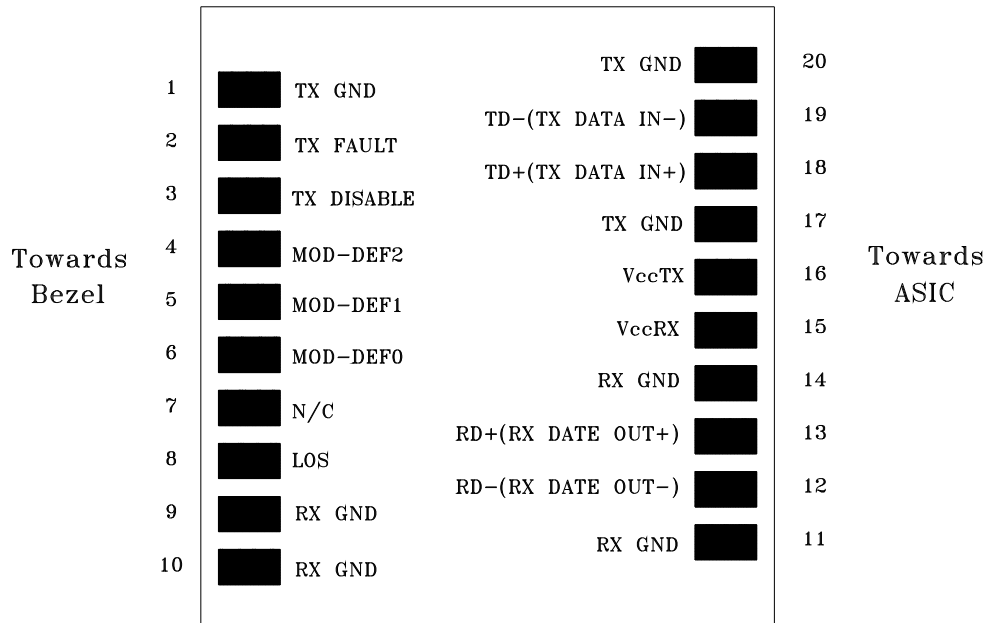 1 TX GND
2 TX FAULT
3 TX DISABLE
4 MOD-DEF2
5 MOD-DEF1
6 MOD-DEF0
7 N/C
8 LOS
9 RX GND
10 RX GND
Towards
Bezel
TX GND 20
TD-(TX DATA IN-) 19
TD+(TX DATA IN+) 18
TX GND 17
VccTX 16
VccRX 15
RX GND 14
RD+(RX DATE OUT+) 13
RD-(RX DATE OUT-) 12
RX GND 11
Towards
ASIC